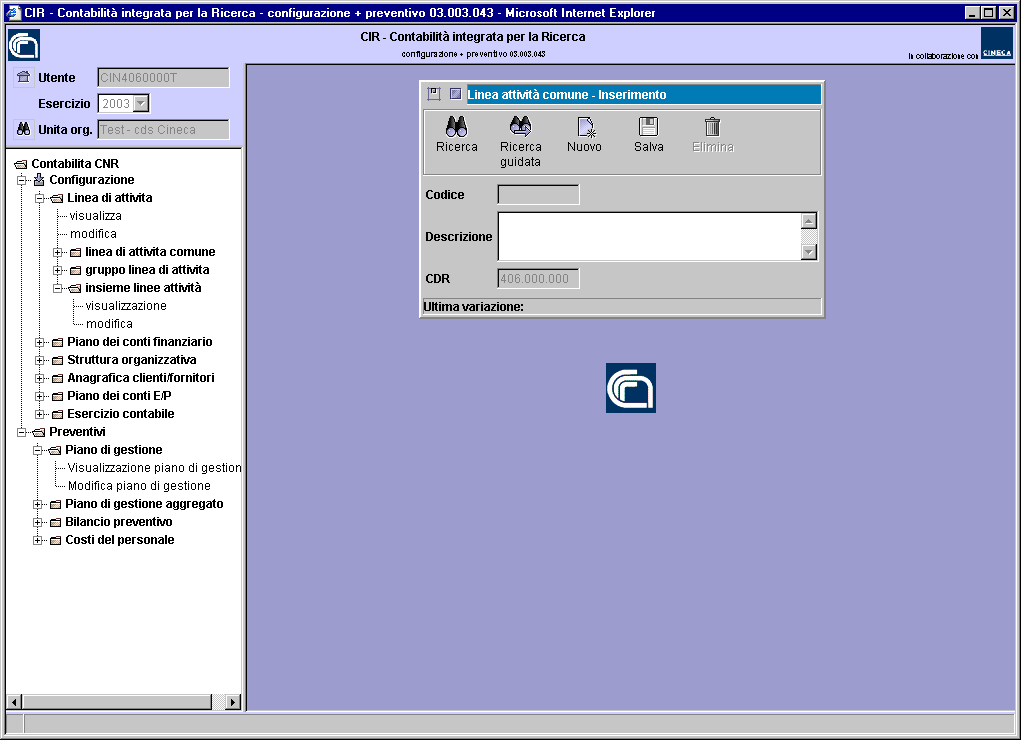 CIR - Contabilità integrata per la Ricerca - configurazione + preventivo 03.003.043 - Microsoft Internet Explorer
CIR - Contabilità integrata per la Ricerca
configurazione + preventivo 03.003.043
In collaborazione con
CINECA
Utente CIN4060000T
Esercizio 2003
Unita org. Test - cds Cineca
Contabilita CNR
Configurazione
Linea di attivita
visualizza
modifica
linea di attivita comune
gruppo linea di attivita
insieme linee attività
visualizzazione
modifica
Piano dei conti finanziario
Struttura organizzativa
Anagrafica clienti/fornitori
Piano dei conti E/P
Esercizio contabile
Preventivi
Piano di gestione
Visualizzazione piano di gestion
Modifica piano di gestione
Piano di gestione aggregato
Bilancio preventivo
Costi del personale
Linea attività comune - Inserimento
Ricerca
Ricerca guidata
Nuovo
Salva
Elimina
Codice
Descrizione
CDR 406.000.000
Ultima variazione: